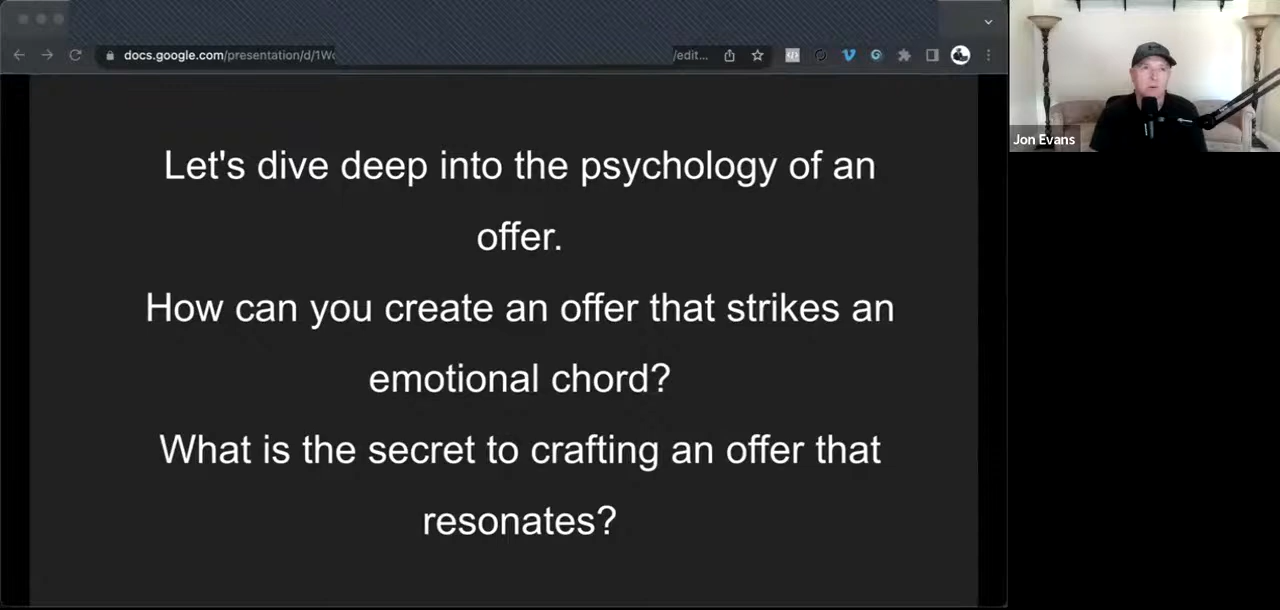 docs.google.com/presentation/d/1W
/edit...
Jon Evans
Let's dive deep into the psychology of an
offer.
How can you create an offer that strikes an
emotional chord?
What is the secret to crafting an offer that
resonates?